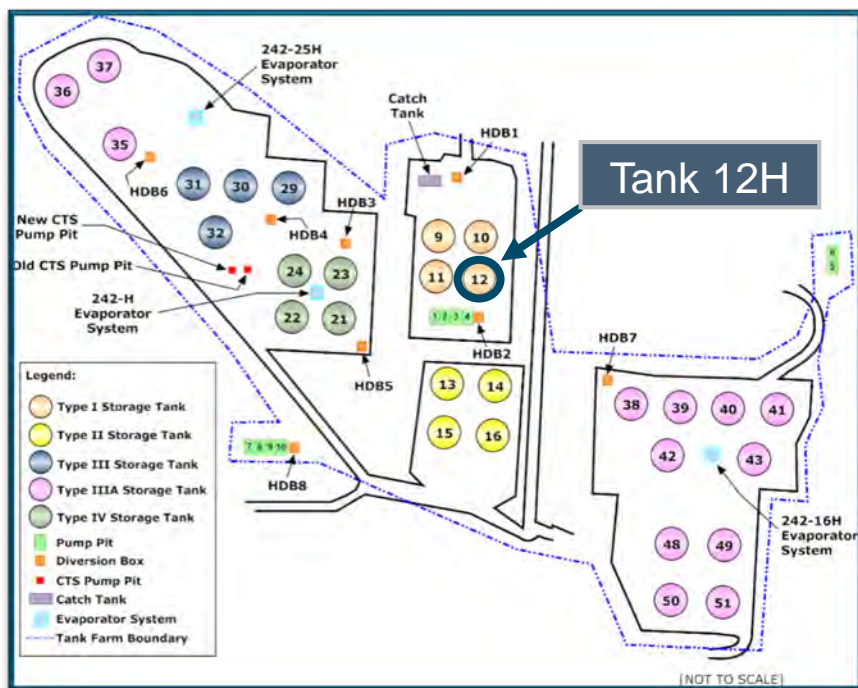 242-25H
Evaporator
System
37
36
35
HDB6
31
30
29
32
HDB4
HDB3
New CTS
Pump Pit
Old CTS Pump Pit
24
23
242-H
Evaporator
System
22
21
HDB5
Catch
Tank
HDB1
Tank 12H
9
10
11
12
1 2 3 4
HDB2
13
14
15
16
7 8 9 10
HDB8
6
5
HDB7
38
39
40
41
42
43
242-16H
Evaporator
System
48
49
50
51
Legend:
Type I Storage Tank
Type II Storage Tank
Type III Storage Tank
Type IIIA Storage Tank
Type IV Storage Tank
Pump Pit
Diversion Box
CTS Pump Pit
Catch Tank
Evaporator System
Tank Farm Boundary
(NOT TO SCALE)